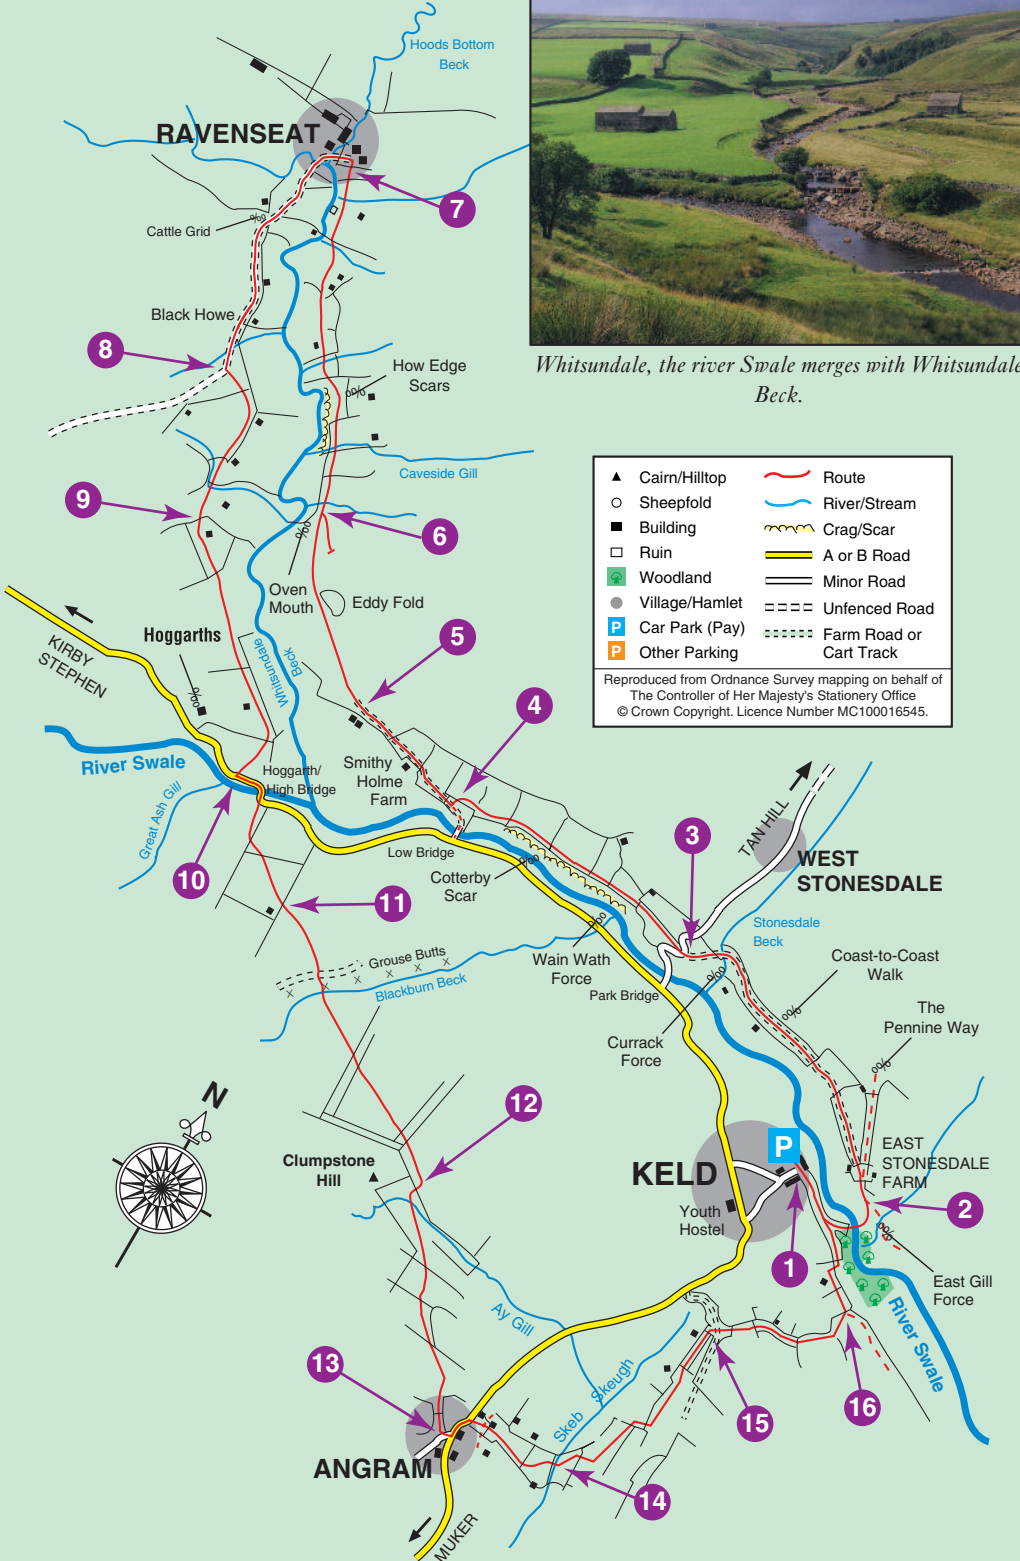 Hoods Bottom
Beck
RAVENSEAT
7
Cattle Grid
Black Howe
8
How Edge
Scars
Whitsundale, the river Swale merges with Whitsundale
Beck.
Caveside Gill
9
6
Oven
Mouth
Eddy Fold
Cairn/Hilltop
Sheepfold
Building
Ruin
Woodland
Village/Hamlet
P Car Park (Pay)
P Other Parking
Route
River/Stream
Crag/Scar
A or B Road
Minor Road
Unfenced Road
Farm Road or
Cart Track
Reproduced from Ordnance Survey mapping on behalf of
The Controller of Her Majesty's Stationery Office
© Crown Copyright. Licence Number MC100016545.
KIRBY
STEPHEN
Hoggarths
Whitsundale
Beck
5
4
River Swale
Great Ash Gill
Hoggarth/
High Bridge
Smithy
Holme
Farm
10
Low Bridge
Cotterby
Scar
3
TAN HILL
WEST
STONESDALE
11
Stonesdale
Beck
Grouse Butts
Blackburn Beck
Wain Wath
Force
Park Bridge
Currack
Force
Coast-to-Coast
Walk
The
Pennine Way
N
12
Clumpstone
Hill
P
KELD
Youth
Hostel
1
EAST
STONESDALE
FARM
2
East Gill
Force
River Swale
Ay Gill
13
Skeb Skeugh
15
16
ANGRAM
14
MUKER